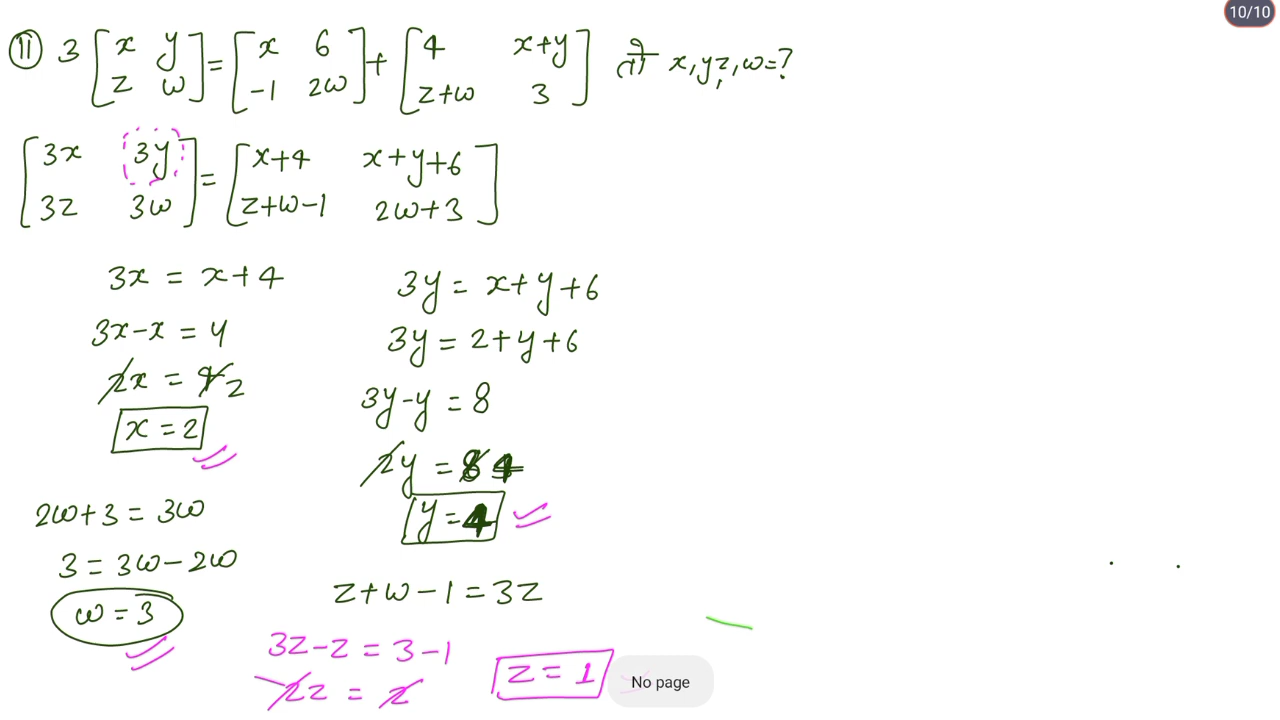 10/10
⑪ 3 [x y z w] = [x 6 -1 2w] + [4 x+y z+w 3] तो x,y,z,w=?
[3x 3y 3z 3w] = [x+4 x+y+6 z+w-1 2w+3]
3x = x+4
3x-x = 4
2x = 4 2
x = 2
3y = x+y+6
3y = 2+y+6
3y-y = 8
2y = 8 4
y = 4
2w+3 = 3w
3 = 3w-2w
w = 3
z+w-1 = 3z
3z-z = 3-1
2z = 2
z = 1
No page